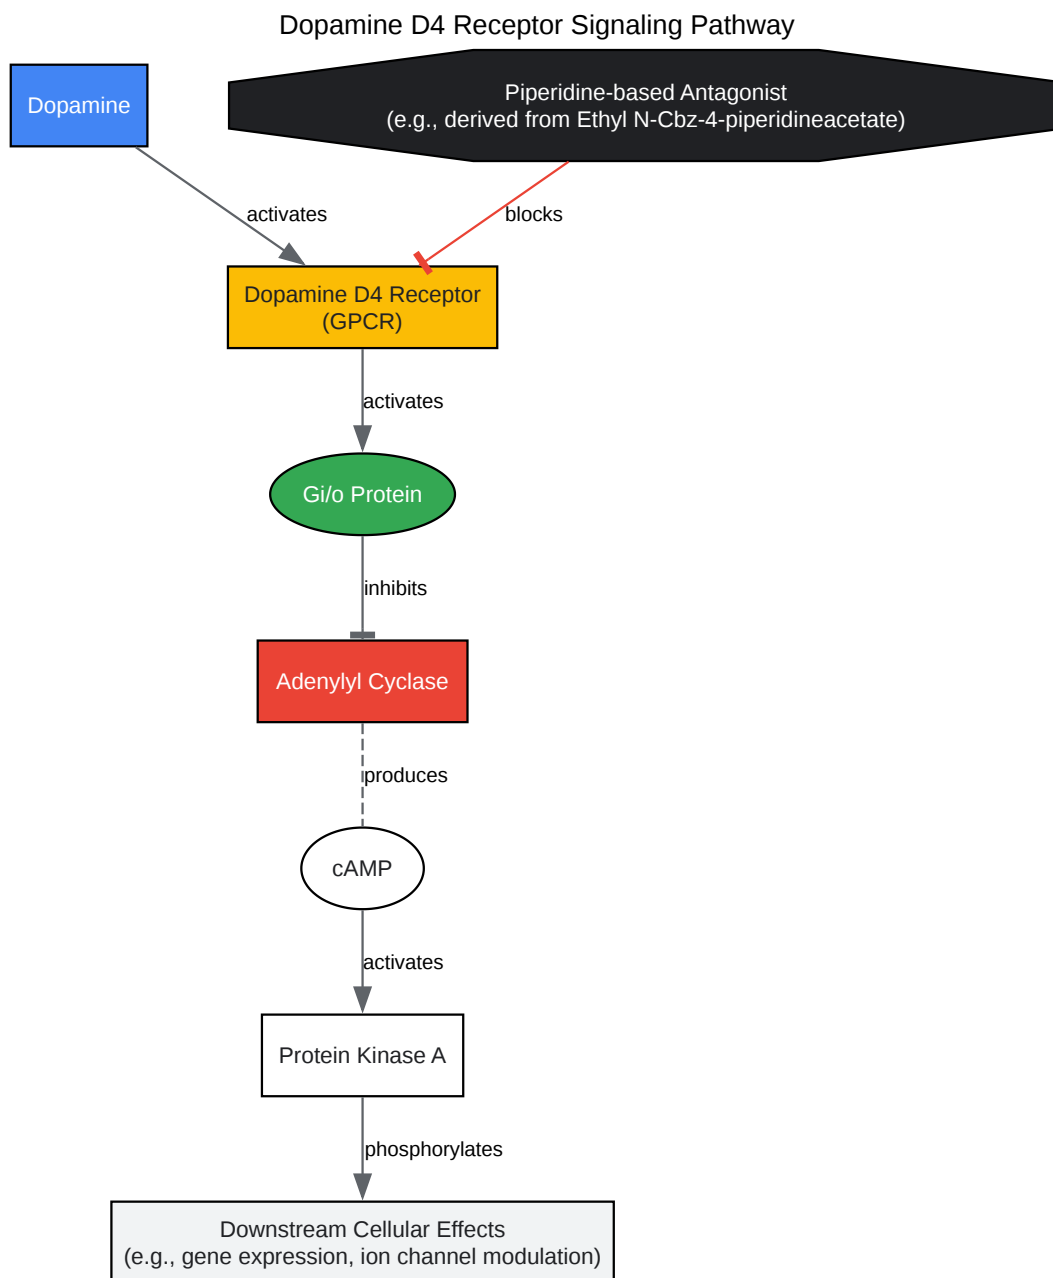 Dopamine D4 Receptor Signaling Pathway
Dopamine
Piperidine-based Antagonist
(e.g., derived from Ethyl N-Cbz-4-piperidineacetate)
activates
blocks
Dopamine D4 Receptor
(GPCR)
activates
Gi/o Protein
inhibits
Adenylyl Cyclase
produces
cAMP
activates
Protein Kinase A
phosphorylates
Downstream Cellular Effects
(e.g., gene expression, ion channel modulation)